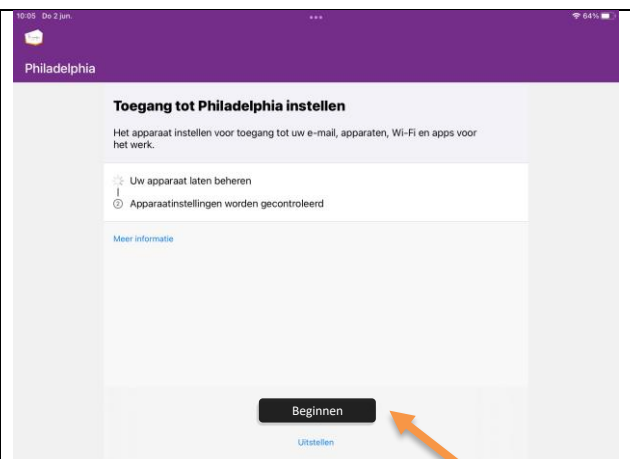 10:05 Do 2 jun.
64%
Philadelphia
Toegang tot Philadelphia instellen
Het apparaat instellen voor toegang tot uw e-mail, apparaten, Wi-Fi en apps voor
het werk.
Uw apparaat laten beheren
2 Apparaatinstellingen worden gecontroleerd
Meer informatie
Beginnen
Uitstellen